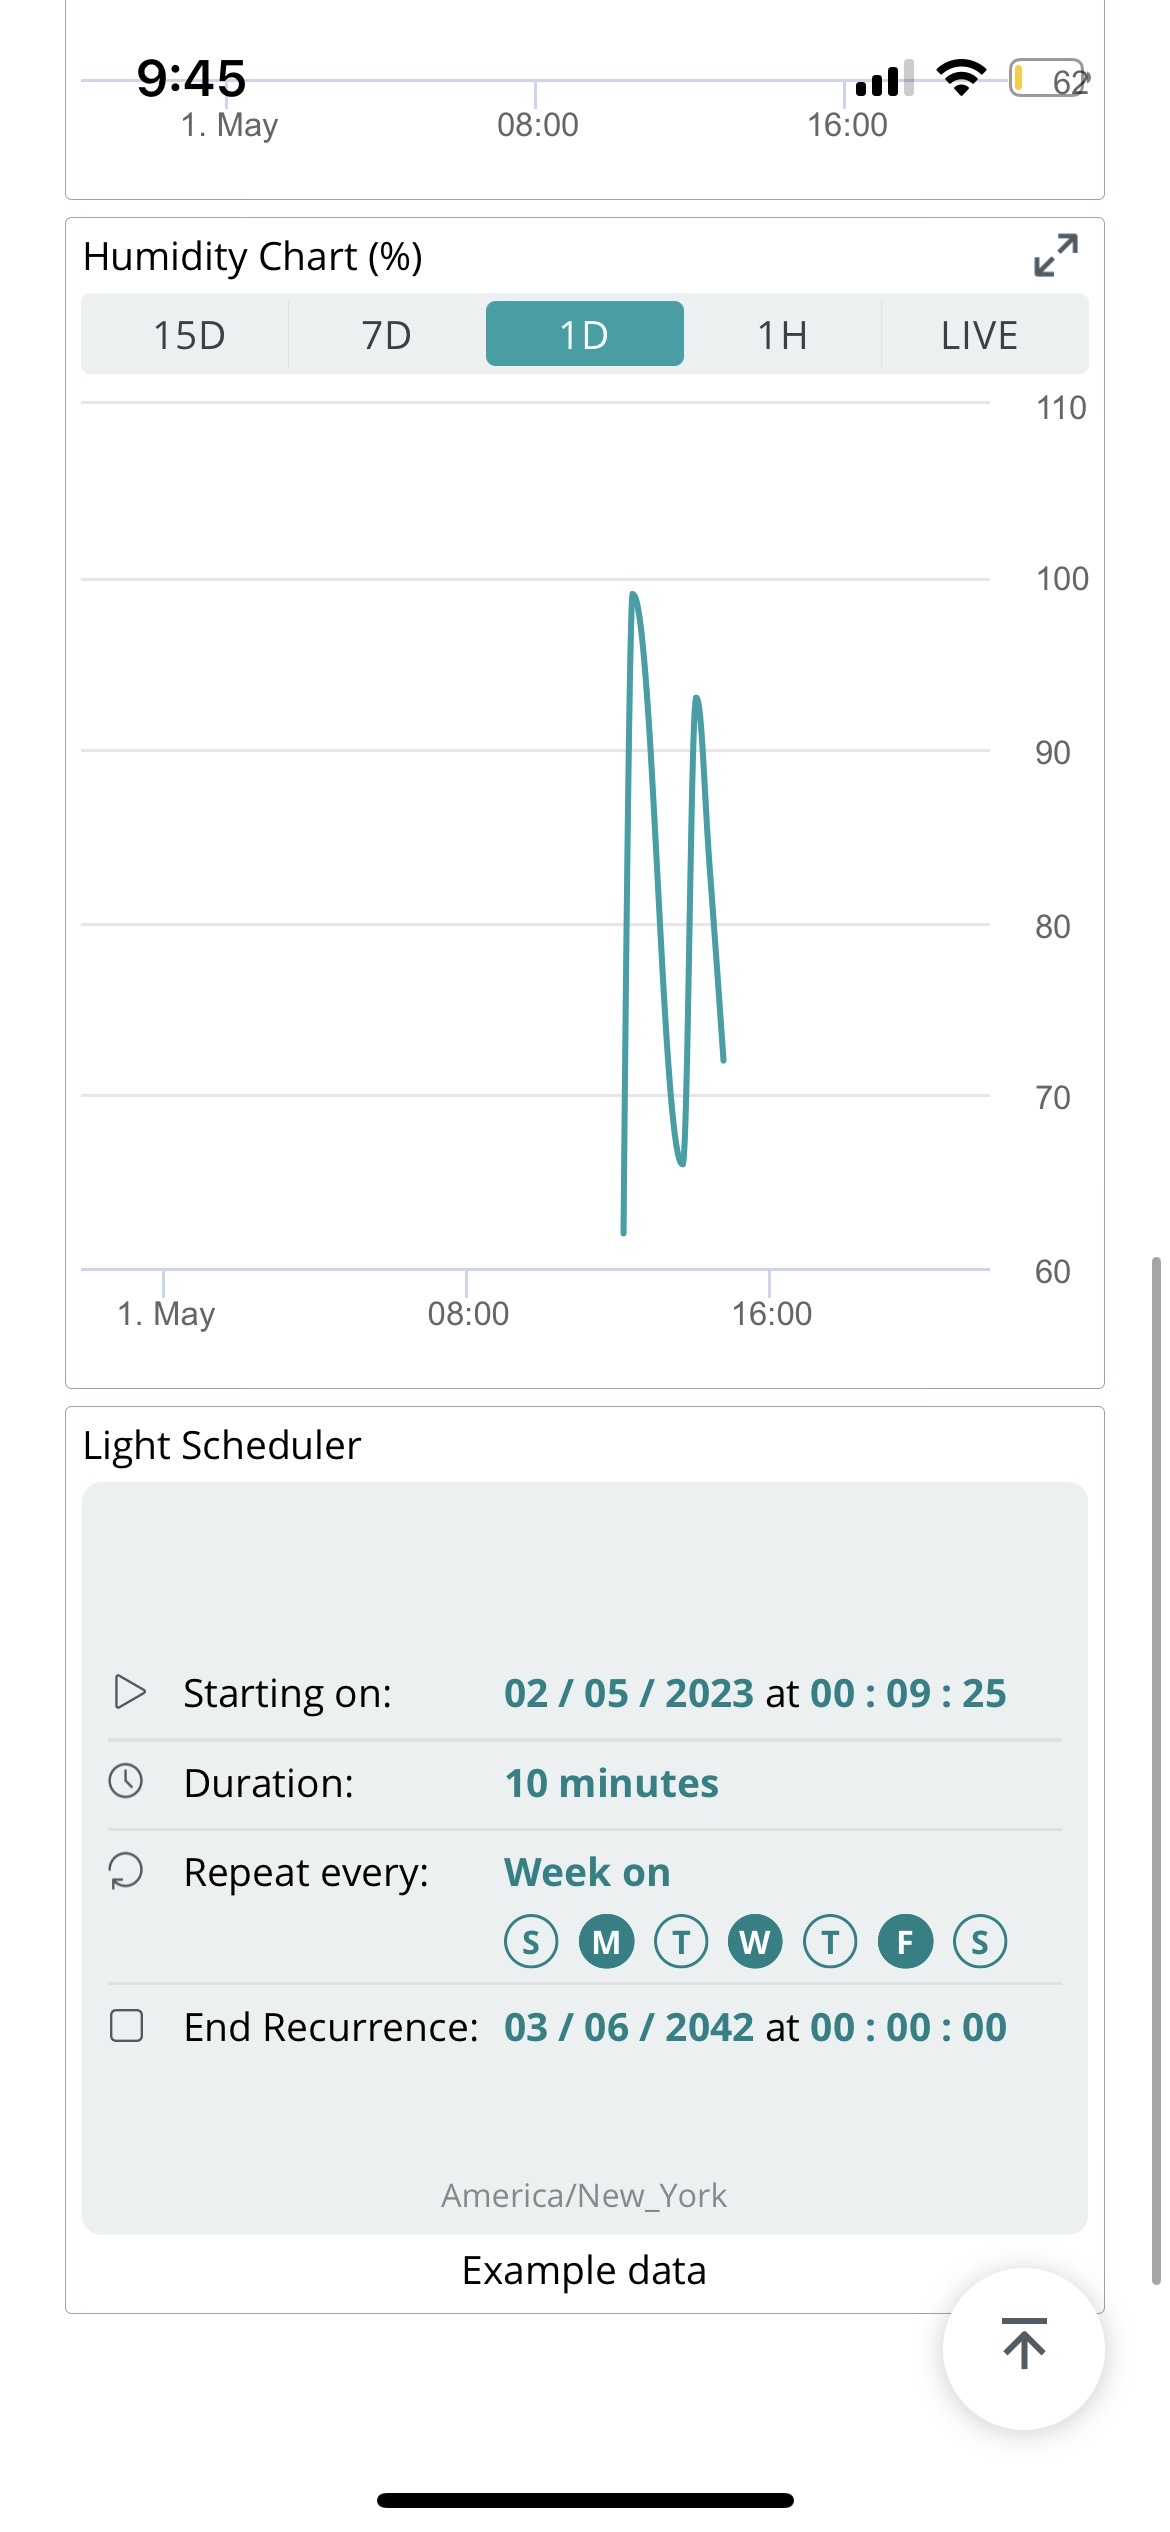 9:45
62
1. May 08:00 16:00
Humidity Chart (%)
15D 7D 1D 1H LIVE
110
100
90
80
70
60
1. May 08:00 16:00
Light Scheduler
Starting on: 02 / 05 / 2023 at 00 : 09 : 25
Duration: 10 minutes
Repeat every: Week on
S M T W T F S
End Recurrence: 03 / 06 / 2042 at 00 : 00 : 00
America/New_York
Example data